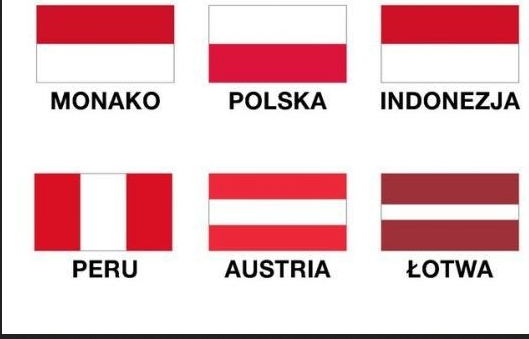 MONAKO POLSKA INDONEZJA
PERU AUSTRIA ŁOTWA